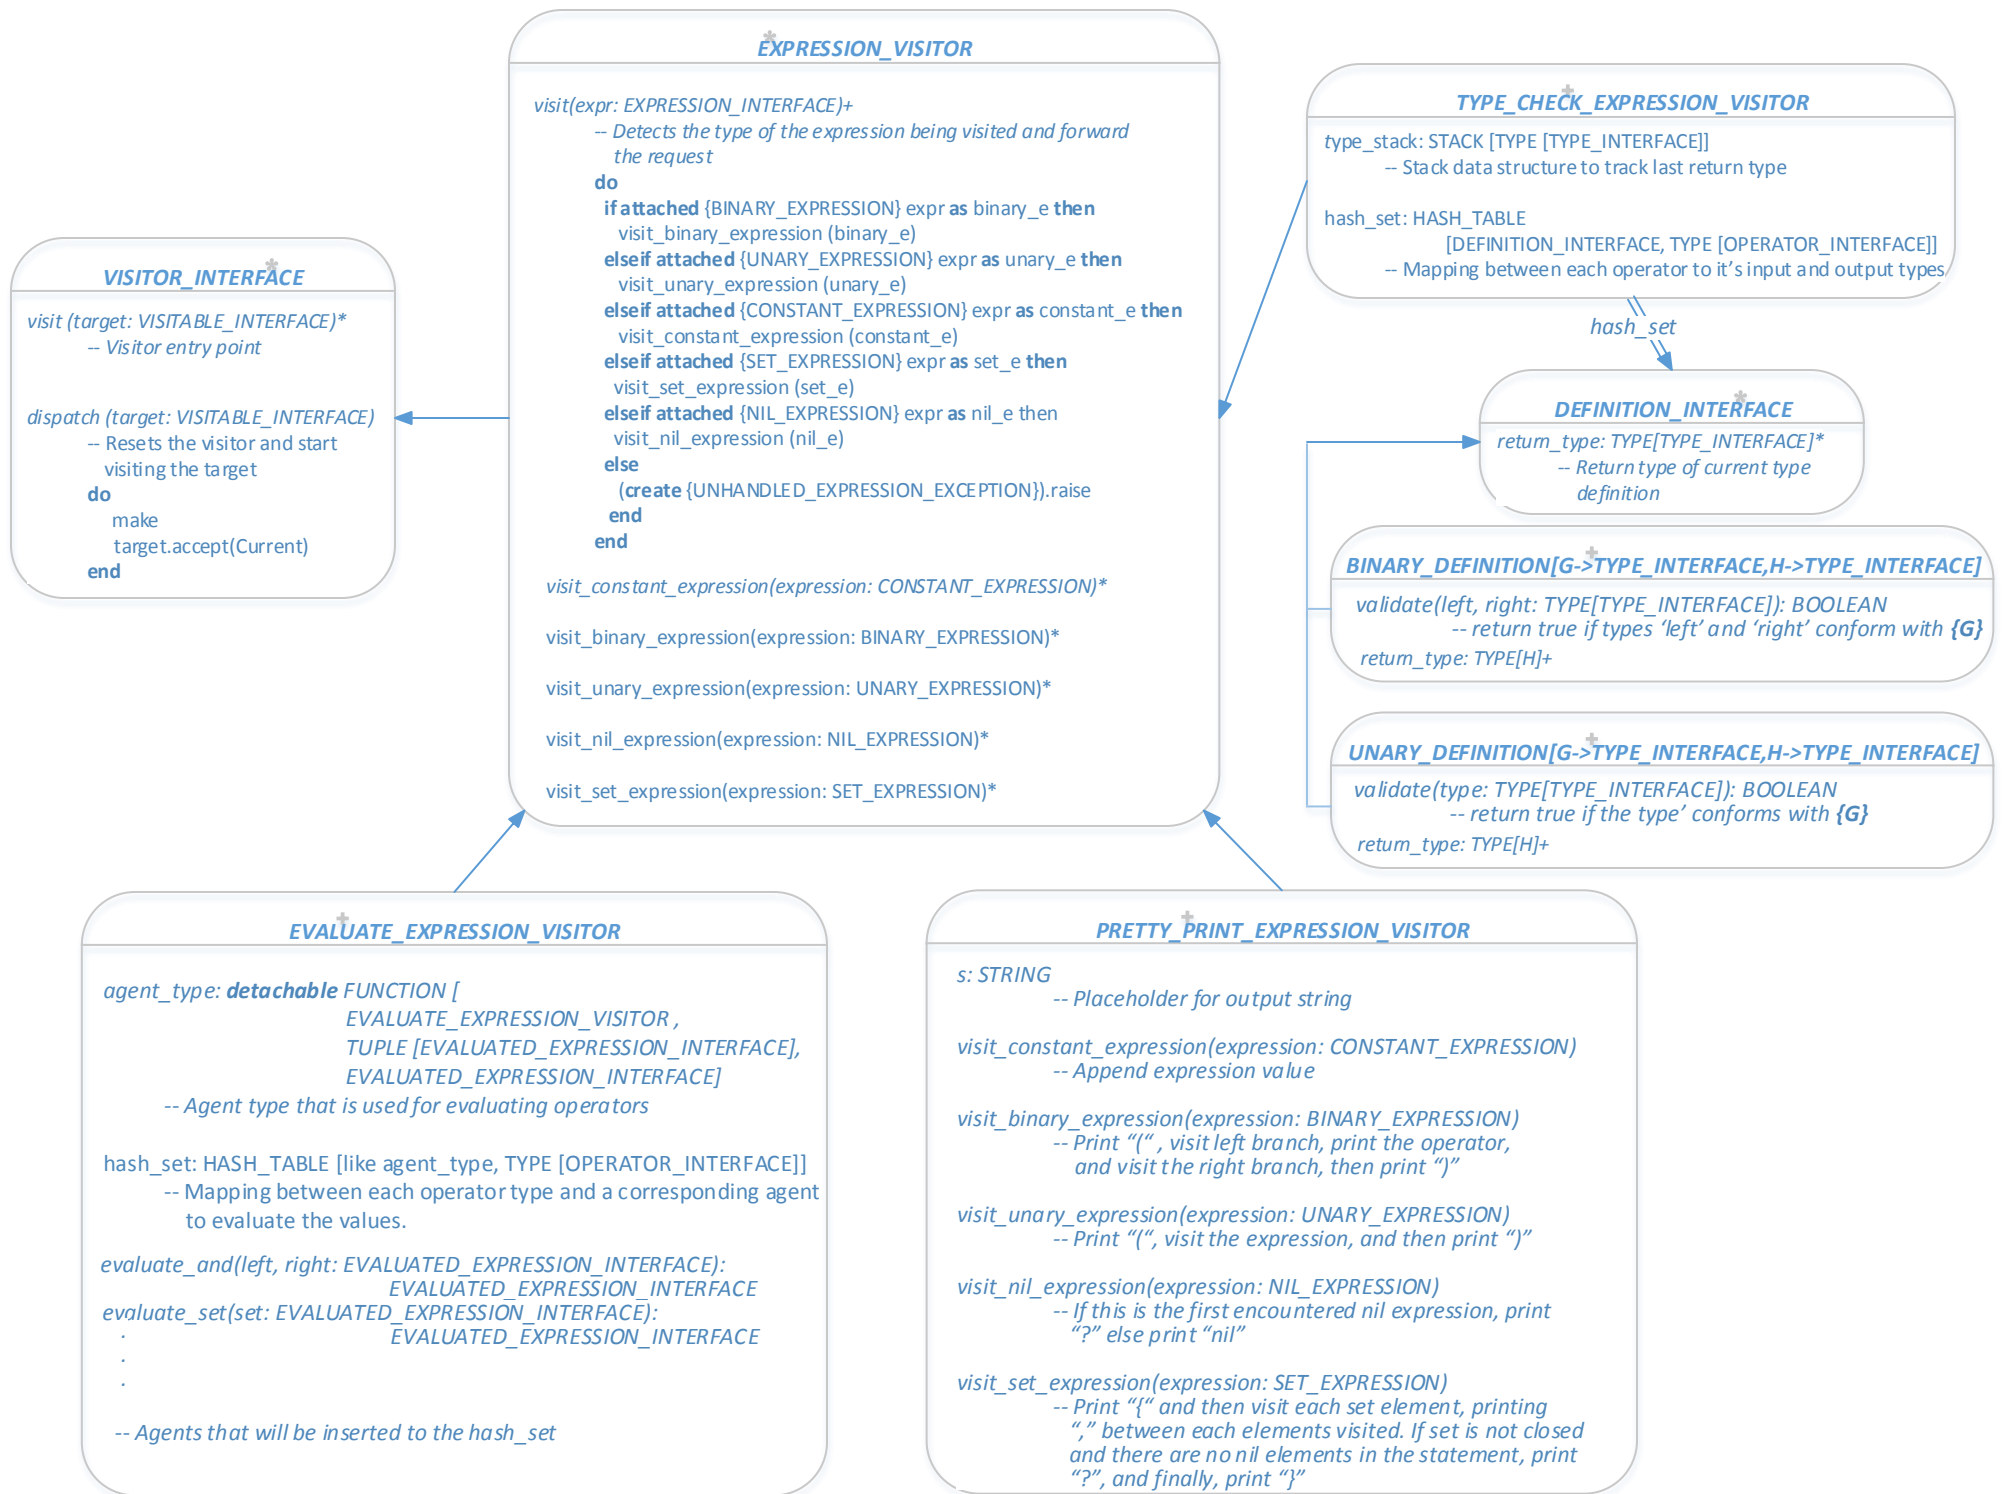 *
EXPRESSION_VISITOR
visit(expr: EXPRESSION_INTERFACE)+
-- Detects the type of the expression being visited and forward
the request
do
if attached {BINARY_EXPRESSION} expr as binary_e then
visit_binary_expression (binary_e)
elseif attached {UNARY_EXPRESSION} expr as unary_e then
visit_unary_expression (unary_e)
elseif attached {CONSTANT_EXPRESSION} expr as constant_e then
visit_constant_expression (constant_e)
elseif attached {SET_EXPRESSION} expr as set_e then
visit_set_expression (set_e)
elseif attached {NIL_EXPRESSION} expr as nil_e then
visit_nil_expression (nil_e)
else
(create {UNHANDLED_EXPRESSION_EXCEPTION}).raise
end
end
visit_constant_expression(expression: CONSTANT_EXPRESSION)*
visit_binary_expression(expression: BINARY_EXPRESSION)*
visit_unary_expression(expression: UNARY_EXPRESSION)*
visit_nil_expression(expression: NIL_EXPRESSION)*
visit_set_expression(expression: SET_EXPRESSION)*
*
VISITOR_INTERFACE
visit (target: VISITABLE_INTERFACE)*
-- Visitor entry point
dispatch (target: VISITABLE_INTERFACE)
-- Resets the visitor and start
visiting the target
do
make
target.accept(Current)
end
+
TYPE_CHECK_EXPRESSION_VISITOR
type_stack: STACK [TYPE [TYPE_INTERFACE]]
-- Stack data structure to track last return type
hash_set: HASH_TABLE
[DEFINITION_INTERFACE, TYPE [OPERATOR_INTERFACE]]
-- Mapping between each operator to it’s input and output types
hash_set
*
DEFINITION_INTERFACE
return_type: TYPE[TYPE_INTERFACE]*
-- Return type of current type
definition
+
BINARY_DEFINITION[G->TYPE_INTERFACE,H->TYPE_INTERFACE]
validate(left, right: TYPE[TYPE_INTERFACE]): BOOLEAN
-- return true if types ‘left’ and ‘right’ conform with {G}
return_type: TYPE[H]+
+
UNARY_DEFINITION[G->TYPE_INTERFACE,H->TYPE_INTERFACE]
validate(type: TYPE[TYPE_INTERFACE]): BOOLEAN
-- return true if the type’ conforms with {G}
return_type: TYPE[H]+
+
EVALUATE_EXPRESSION_VISITOR
agent_type: detachable FUNCTION [
EVALUATE_EXPRESSION_VISITOR ,
TUPLE [EVALUATED_EXPRESSION_INTERFACE],
EVALUATED_EXPRESSION_INTERFACE]
-- Agent type that is used for evaluating operators
hash_set: HASH_TABLE [like agent_type, TYPE [OPERATOR_INTERFACE]]
-- Mapping between each operator type and a corresponding agent
to evaluate the values.
evaluate_and(left, right: EVALUATED_EXPRESSION_INTERFACE):
EVALUATED_EXPRESSION_INTERFACE
evaluate_set(set: EVALUATED_EXPRESSION_INTERFACE):
EVALUATED_EXPRESSION_INTERFACE
.
.
.
-- Agents that will be inserted to the hash_set
+
PRETTY_PRINT_EXPRESSION_VISITOR
s: STRING
-- Placeholder for output string
visit_constant_expression(expression: CONSTANT_EXPRESSION)
-- Append expression value
visit_binary_expression(expression: BINARY_EXPRESSION)
-- Print “(“ , visit left branch, print the operator,
and visit the right branch, then print “)”
visit_unary_expression(expression: UNARY_EXPRESSION)
-- Print “(“, visit the expression, and then print “)”
visit_nil_expression(expression: NIL_EXPRESSION)
-- If this is the first encountered nil expression, print
“?” else print “nil”
visit_set_expression(expression: SET_EXPRESSION)
-- Print “{“ and then visit each set element, printing
“,” between each elements visited. If set is not closed
and there are no nil elements in the statement, print
“?”, and finally, print “}”